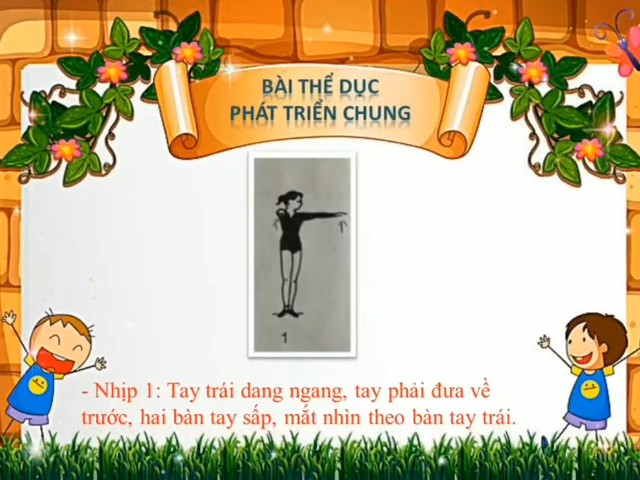 BÀI THỂ DỤC
PHÁT TRIỂN CHUNG
1
- Nhịp 1: Tay trái dang ngang, tay phải đưa về
trước, hai bàn tay sấp, mắt nhìn theo bàn tay trái.